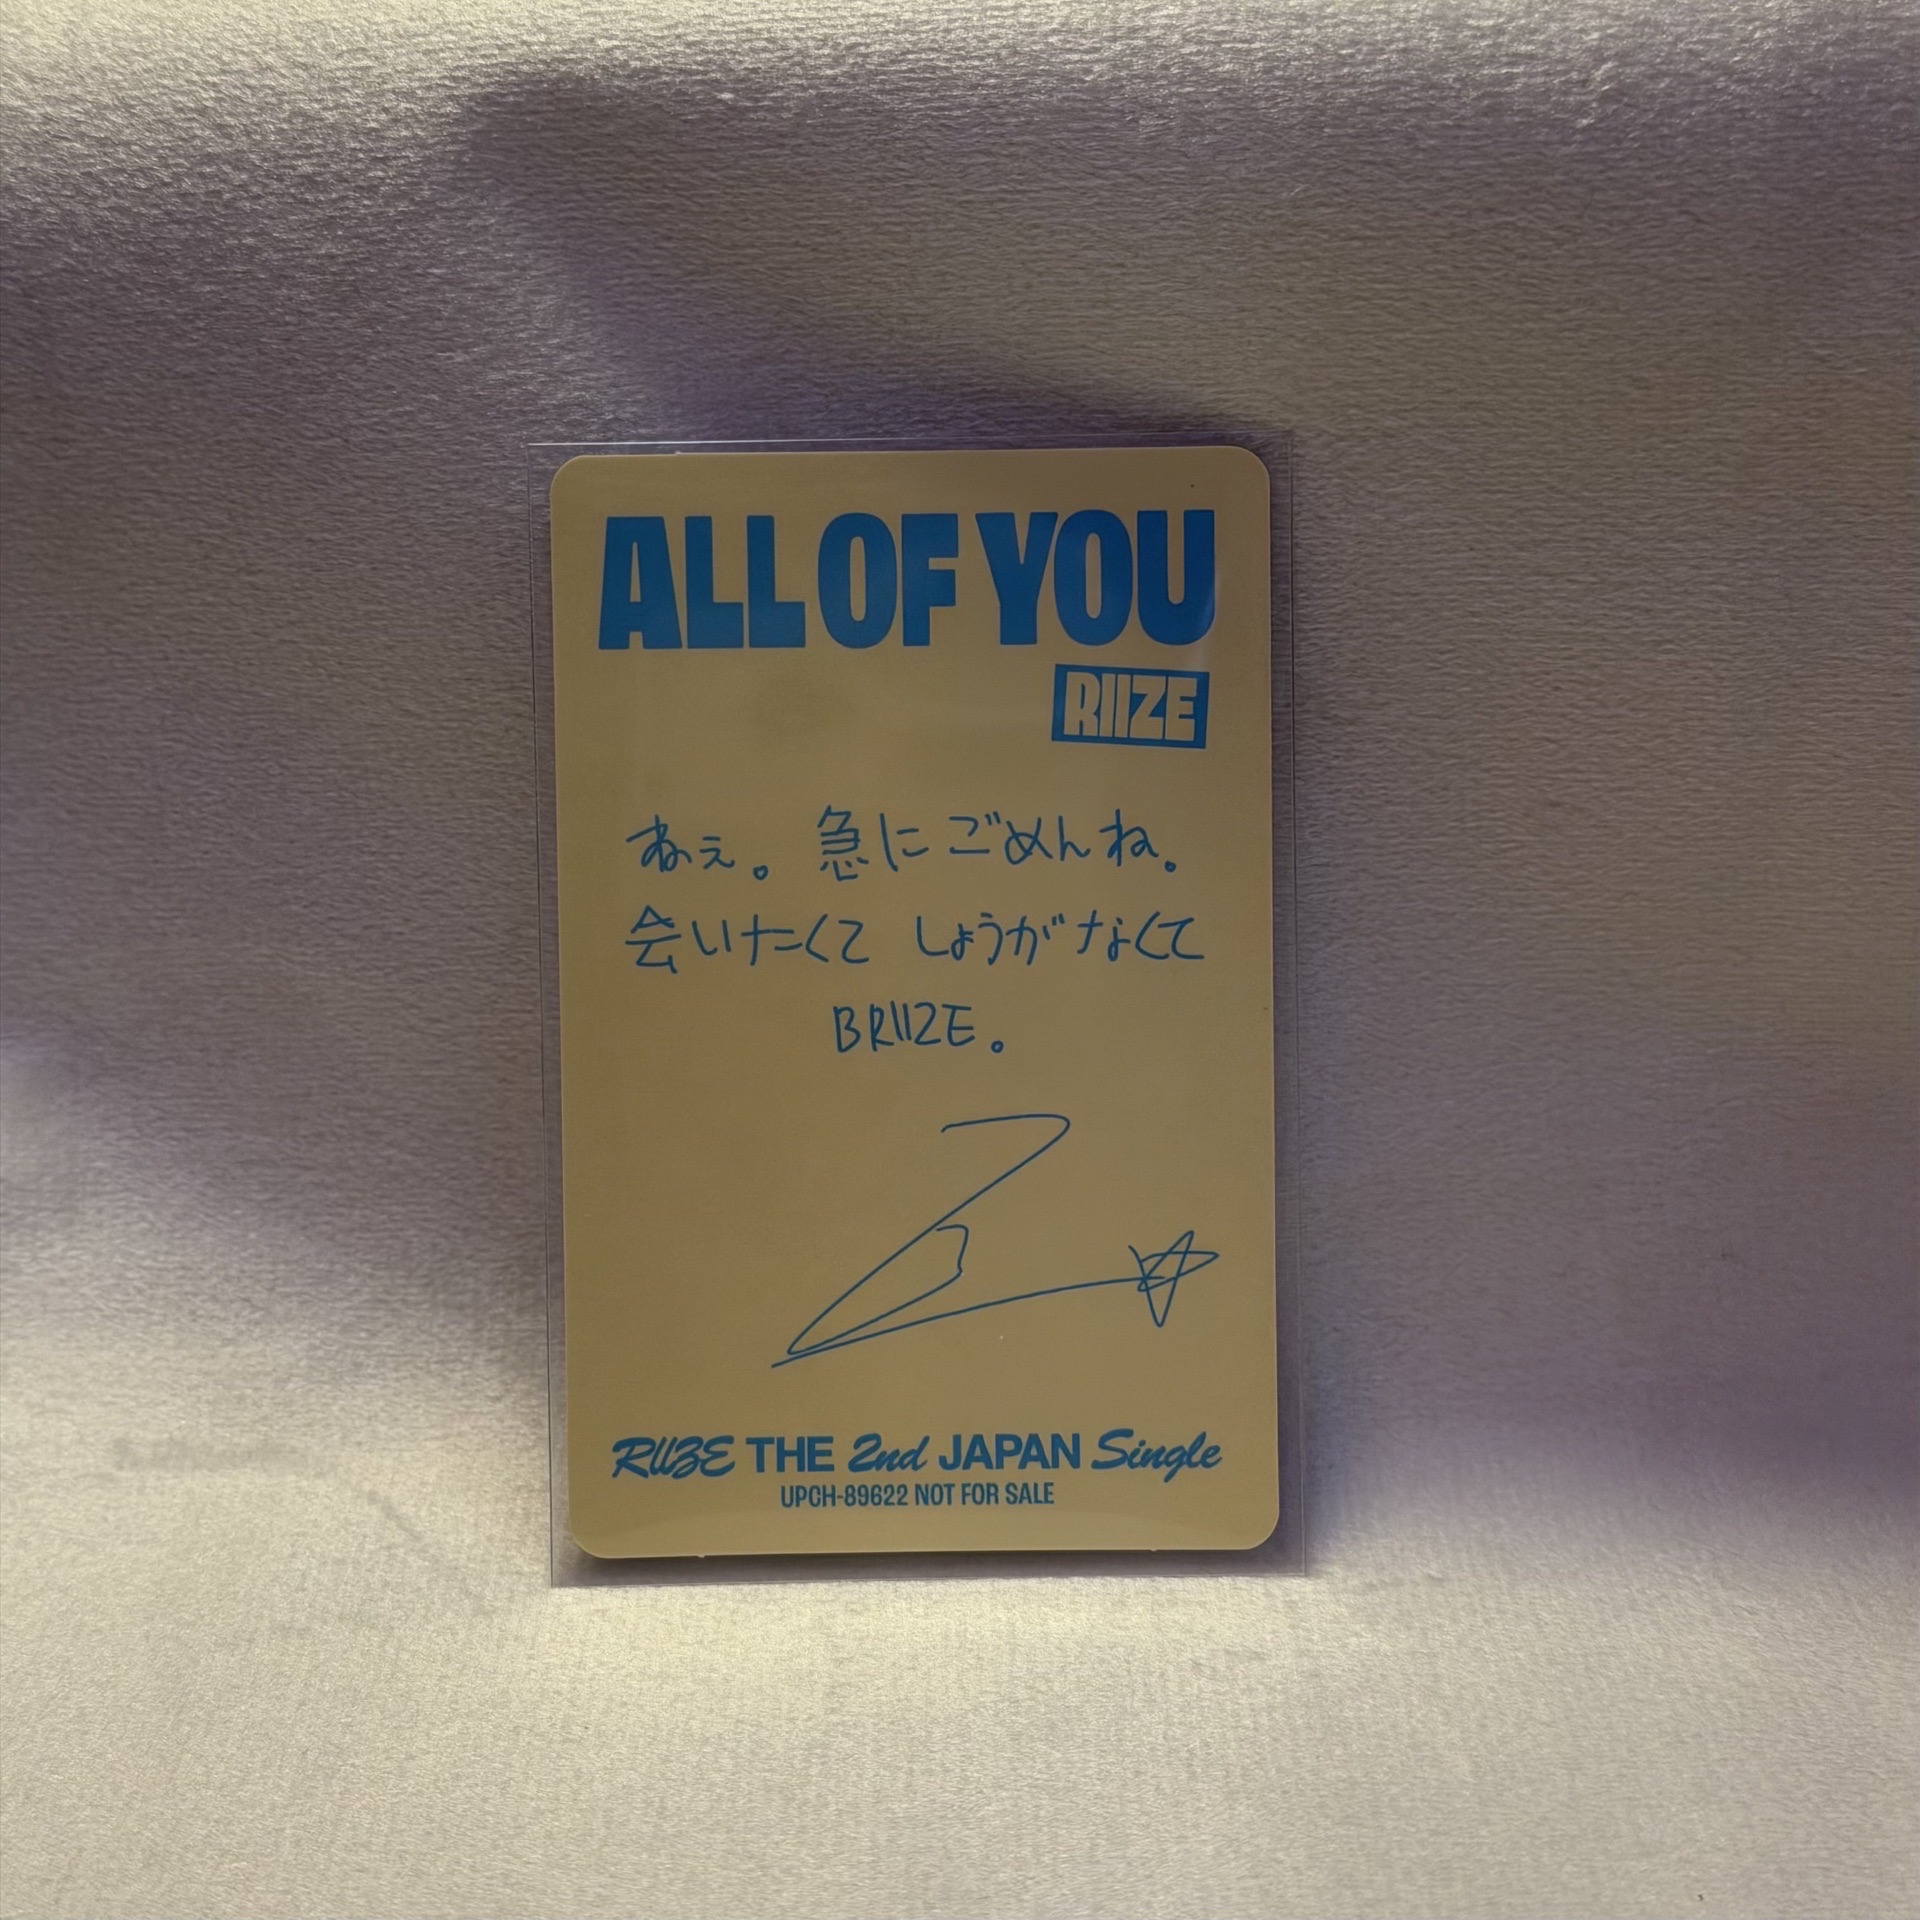 ALL OF YOU
RIIZE
ねぇ。急にごめんね。
会いたくて しょうがなくて
BRIIZE。
RIIZE THE 2nd JAPAN Single
UPCH-89622 NOT FOR SALE